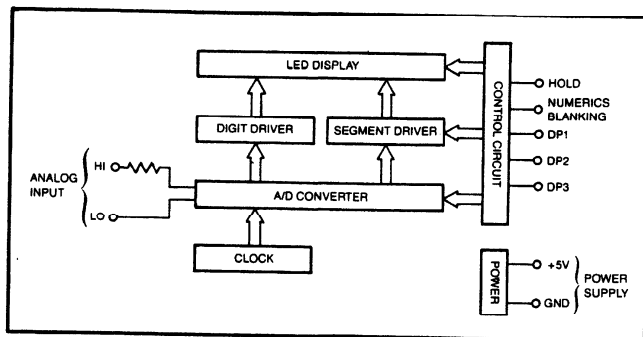 LED DISPLAY
DIGIT DRIVER
SEGMENT DRIVER
A/D CONVERTER
CLOCK
ANALOG
INPUT
HI
LO
CONTROL CIRCUIT
HOLD
NUMERICS
BLANKING
DP1
DP2
DP3
POWER
+5V
GND
POWER
SUPPLY